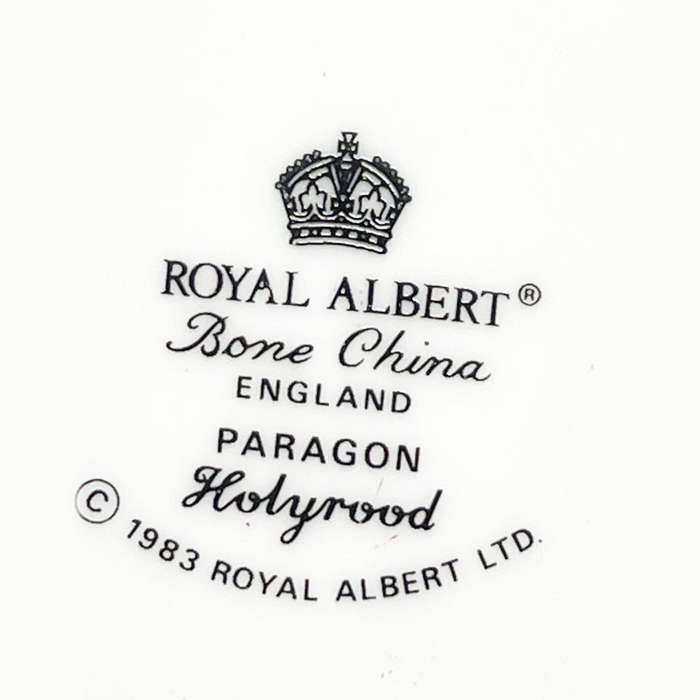 ROYAL ALBERT®
Bone China
ENGLAND
PARAGON
Holyrood
© 1983 ROYAL ALBERT LTD.